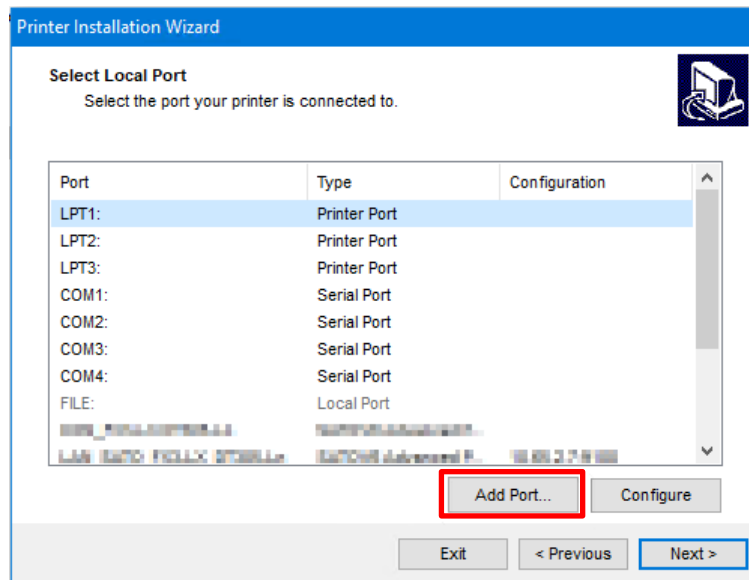 Printer Installation Wizard
Select Local Port
Select the port your printer is connected to.
Port Type Configuration
LPT1: Printer Port
LPT2: Printer Port
LPT3: Printer Port
COM1: Serial Port
COM2: Serial Port
COM3: Serial Port
COM4: Serial Port
FILE: Local Port
Add Port... Configure
Exit < Previous Next >